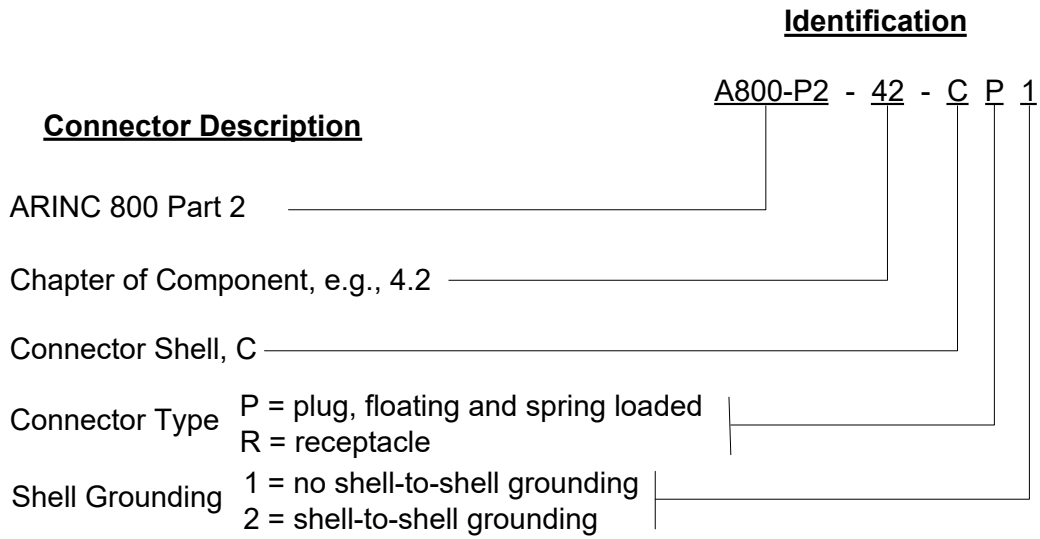 Identification
A800-P2 - 42 - C P 1
Connector Description
ARINC 800 Part 2
Chapter of Component, e.g., 4.2
Connector Shell, C
Connector Type P = plug, floating and spring loaded
R = receptacle
Shell Grounding 1 = no shell-to-shell grounding
2 = shell-to-shell grounding